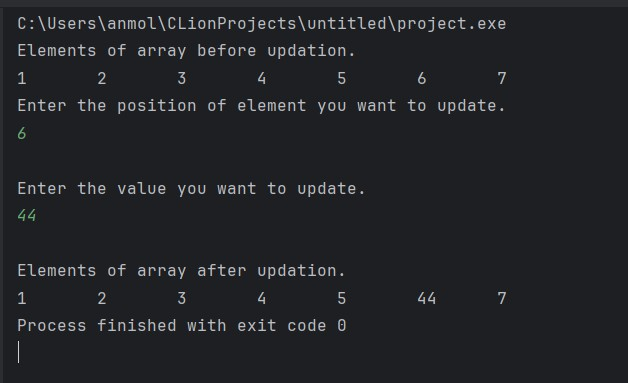 C:\Users\anmol\CLionProjects\untitled\project.exe
Elements of array before updation.
1 2 3 4 5 6 7
Enter the position of element you want to update.
6
Enter the value you want to update.
44
Elements of array after updation.
1 2 3 4 5 44 7
Process finished with exit code 0